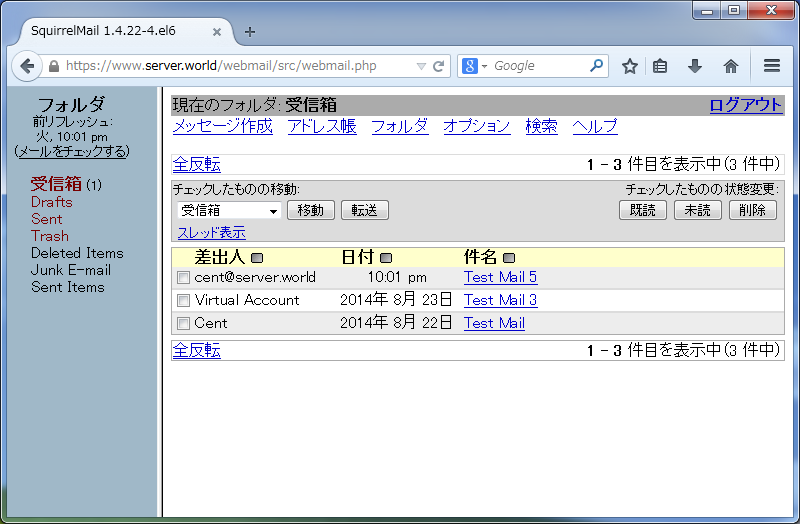 SquirrelMail 1.4.22-4.el6
https://www.server.world/webmail/src/webmail.php
Google
フォルダ
前リフレッシュ:
火, 10:01 pm
(メールをチェックする)
受信箱 (1)
Drafts
Sent
Trash
Deleted Items
Junk E-mail
Sent Items
現在のフォルダ: 受信箱 ログアウト
メッセージ作成 アドレス帳 フォルダ オプション 検索 ヘルプ
全反転 1 - 3 件目を表示中(3 件中)
チェックしたものの移動: チェックしたものの状態変更:
受信箱 移動 転送 既読 未読 削除
スレッド表示
差出人 日付 件名
cent@server.world 10:01 pm Test Mail 5
Virtual Account 2014年 8月 23日 Test Mail 3
Cent 2014年 8月 22日 Test Mail
全反転 1 - 3 件目を表示中(3 件中)